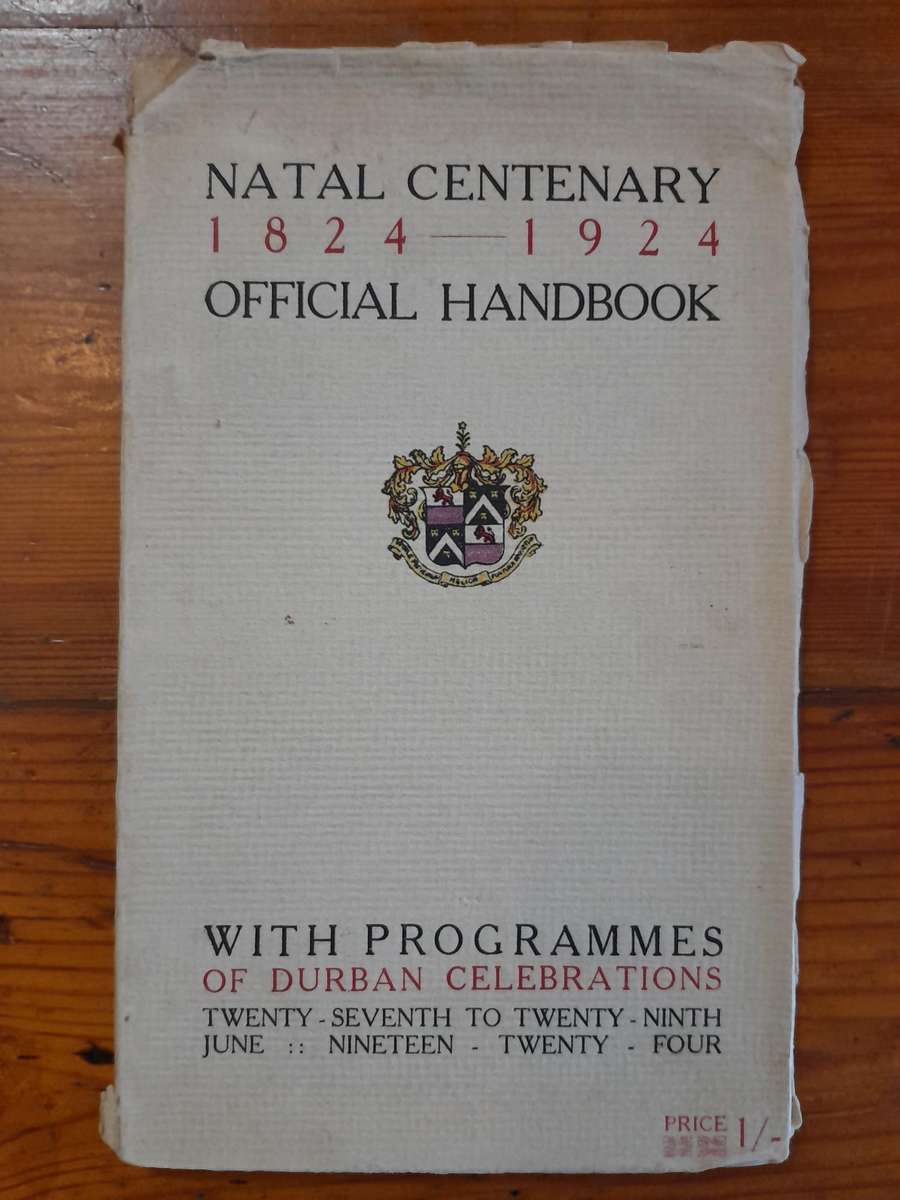 NATAL CENTENARY
1824—1924
OFFICIAL HANDBOOK
MELIOR
WITH PROGRAMMES
OF DURBAN CELEBRATIONS
TWENTY-SEVENTH TO TWENTY-NINTH
JUNE :: NINETEEN - TWENTY - FOUR
PRICE 1/-